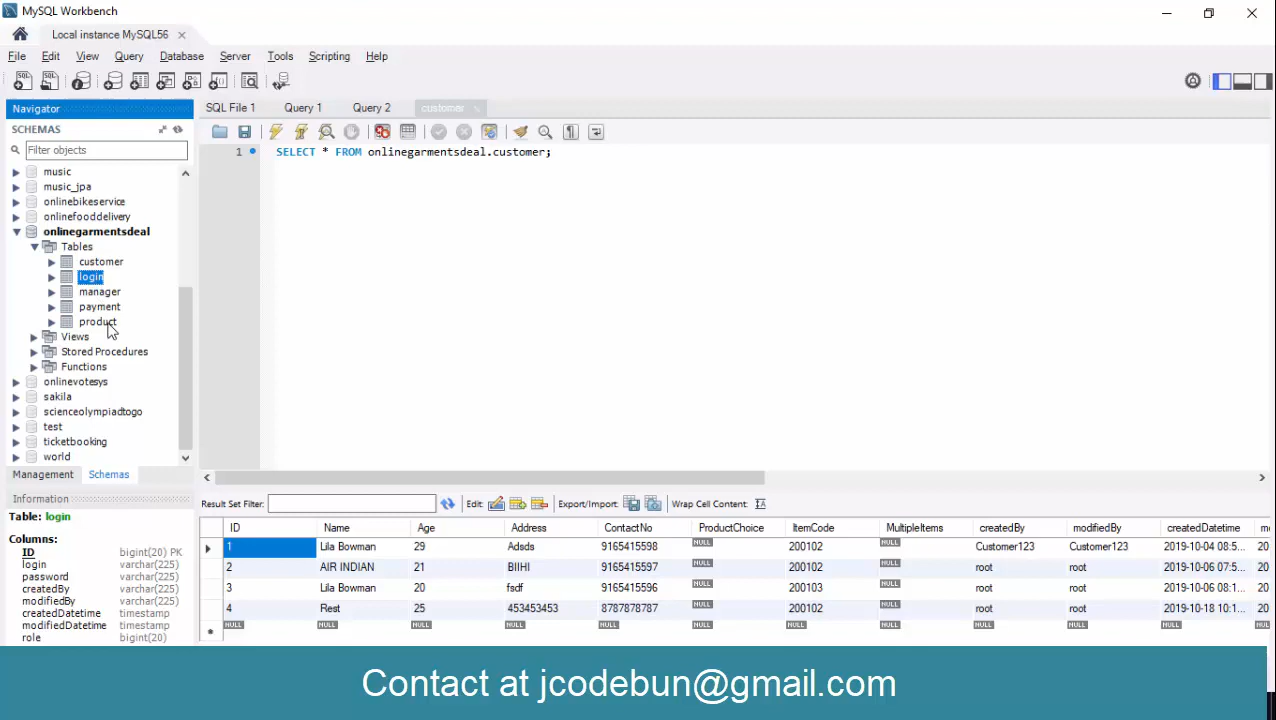 MySQL Workbench
Local instance MySQL56
File Edit View Query Database Server Tools Scripting Help
Navigator
SCHEMAS
Filter objects
music
music_jpa
onlinebikeservice
onlinefooddelivery
onlinegarmentsdeal
Tables
customer
login
manager
payment
product
Views
Stored Procedures
Functions
onlinevotesys
sakila
scienceolympiadtogo
test
ticketbooking
world
Management Schemas
Information
Table: login
Columns:
ID bigint(20) PK
login varchar(225)
password varchar(225)
createdBy varchar(225)
modifiedBy varchar(225)
createdDatetime timestamp
modifiedDatetime timestamp
role bigint(20)
SQL File 1 Query 1 Query 2 customer
1 SELECT * FROM onlinegarmentsdeal.customer;
Result Set Filter: Edit: Export/Import: Wrap Cell Content:
ID Name Age Address ContactNo ProductChoice ItemCode MultipleItems createdBy modifiedBy createdDatetime
1 Lila Bowman 29 Adsds 9165415598 NULL 200102 NULL Customer123 Customer123 2019-10-04 08:5... 20
2 AIR INDIAN 21 BIIHI 9165415597 NULL 200102 NULL root root 2019-10-06 07:5... 20
3 Lila Bowman 20 fsdf 9165415596 NULL 200103 NULL root root 2019-10-06 08:1... 20
4 Rest 25 453453453 8787878787 NULL 200102 NULL root root 2019-10-18 10:1... 20
NULL NULL NULL NULL NULL NULL NULL NULL NULL NULL NULL
Contact at jcodebun@gmail.com